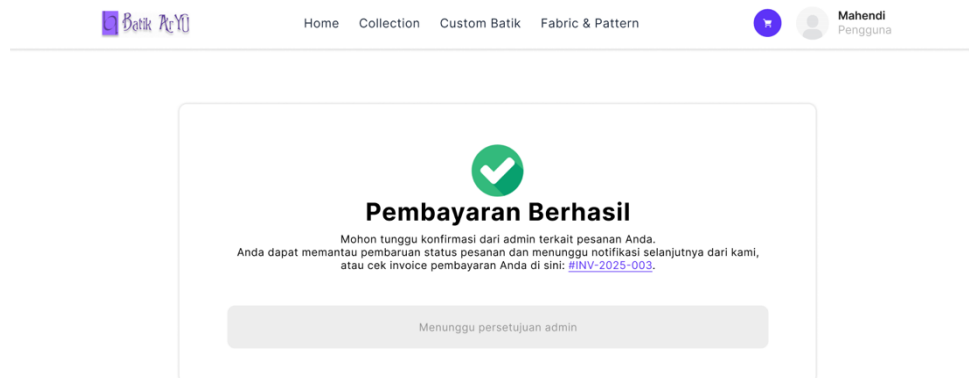 Batik ArYÜ
Home Collection Custom Batik Fabric & Pattern
Mahendi
Pengguna
Pembayaran Berhasil
Mohon tunggu konfirmasi dari admin terkait pesanan Anda.
Anda dapat memantau pembaruan status pesanan dan menunggu notifikasi selanjutnya dari kami,
atau cek invoice pembayaran Anda di sini: #INV-2025-003.
Menunggu persetujuan admin